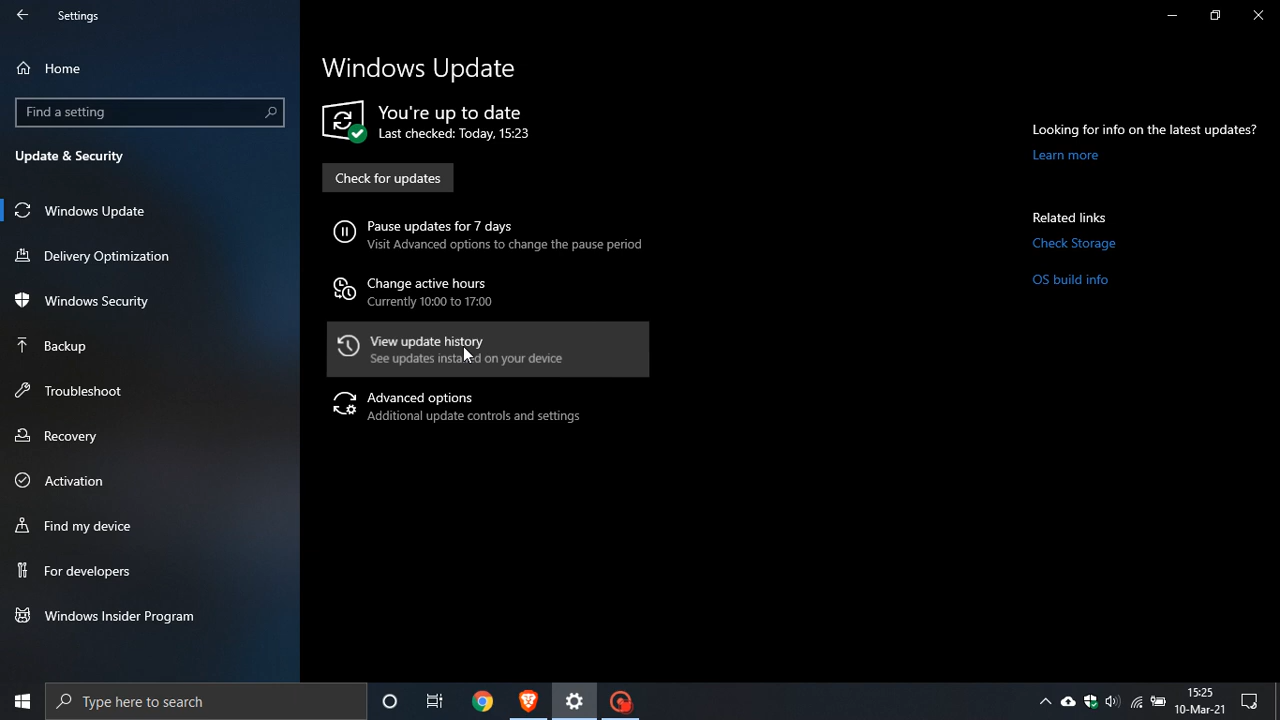 Settings
Home
Find a setting
Update & Security
Windows Update
Delivery Optimization
Windows Security
Backup
Troubleshoot
Recovery
Activation
Find my device
For developers
Windows Insider Program
Windows Update
You're up to date
Last checked: Today, 15:23
Check for updates
Pause updates for 7 days
Visit Advanced options to change the pause period
Change active hours
Currently 10:00 to 17:00
View update history
See updates installed on your device
Advanced options
Additional update controls and settings
Looking for info on the latest updates?
Learn more
Related links
Check Storage
OS build info
Type here to search
15:25
10-Mar-21